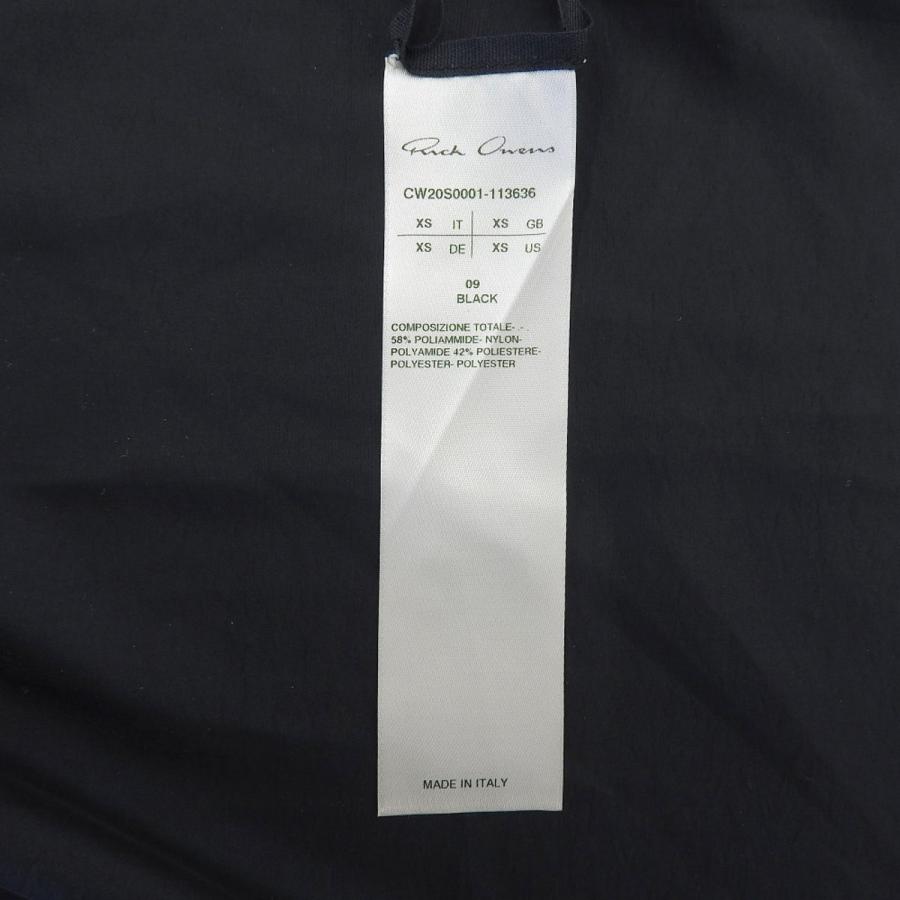 Rick Owens
CW20S0001-113636
XS IT XS GB
XS DE XS US
09
BLACK
COMPOSIZIONE TOTALE- .- .
58% POLIAMMIDE- NYLON-
POLYAMIDE 42% POLIESTERE-
POLYESTER- POLYESTER
MADE IN ITALY